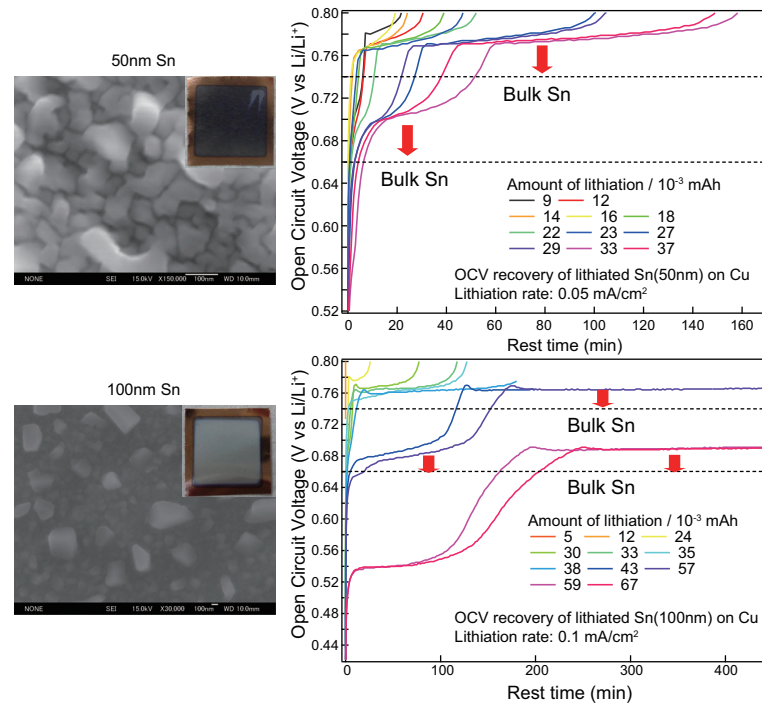 50nm Sn
NONE SEI 15.0kV X150.000 100nm WD 10.0mm
Open Circuit Voltage (V vs Li/Li⁺)
0.80
0.76
0.72
0.68
0.64
0.60
0.56
0.52
Bulk Sn
Bulk Sn
Amount of lithiation / 10⁻³ mAh
9 12
14 16 18
22 23 27
29 33 37
OCV recovery of lithiated Sn(50nm) on Cu
Lithiation rate: 0.05 mA/cm²
0 20 40 60 80 100 120 140 160
Rest time (min)
100nm Sn
NONE SEI 15.0kV X30.000 100nm WD 10.0mm
Open Circuit Voltage (V vs Li/Li⁺)
0.80
0.76
0.72
0.68
0.64
0.60
0.56
0.52
0.48
0.44
Bulk Sn
Bulk Sn
Amount of lithiation / 10⁻³ mAh
5 12 24
30 33 35
38 43 57
59 67
OCV recovery of lithiated Sn(100nm) on Cu
Lithiation rate: 0.1 mA/cm²
0 100 200 300 400
Rest time (min)